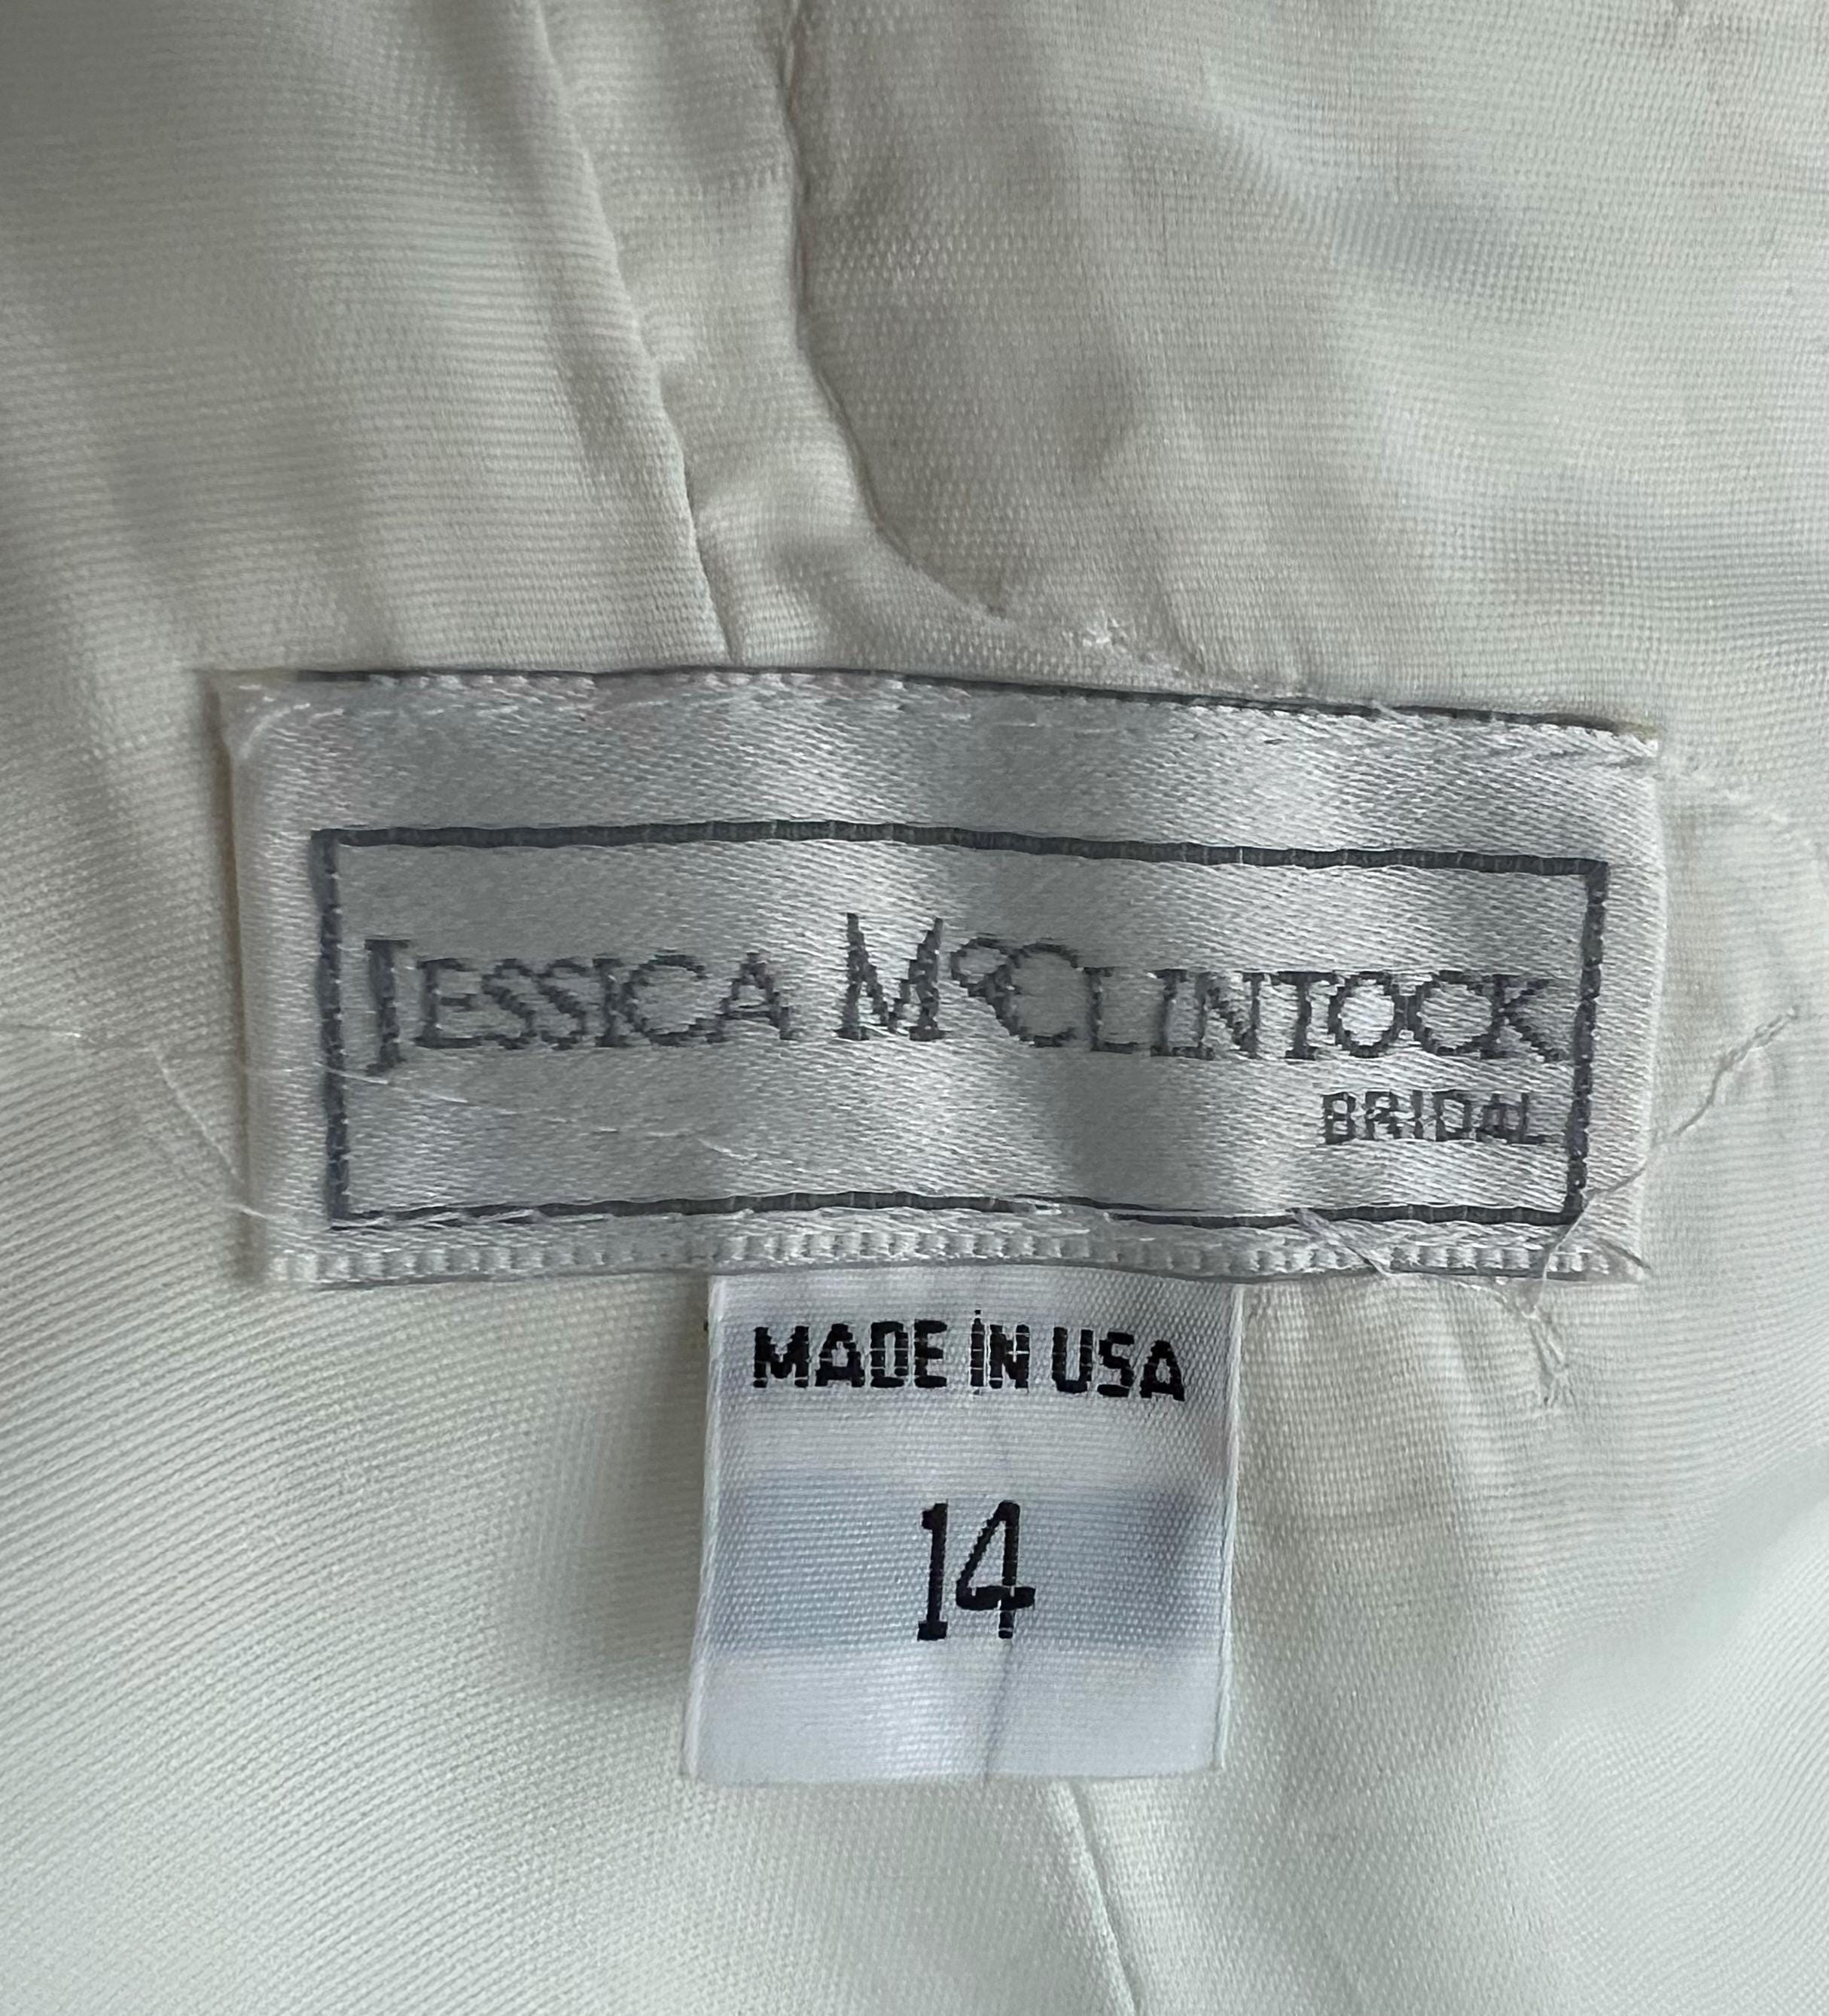 JESSICA McCLINTOCK
BRIDAL
MADE IN USA
14